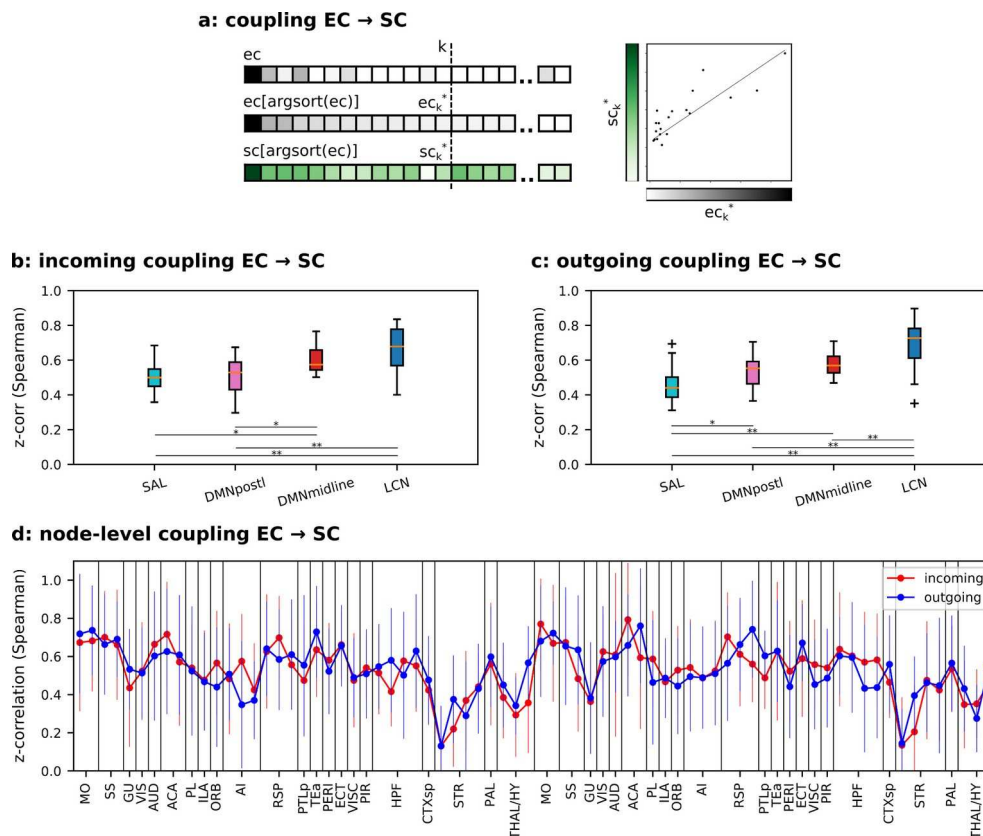 a: coupling EC → SC
k
ec
..
ec[argsort(ec)]
ec_k*
..
sc[argsort(ec)]
sc_k*
..
sc_k*
ec_k*
b: incoming coupling EC → SC
z-corr (Spearman)
1.0
0.8
0.6
0.4
0.2
0.0
*
*
**
**
SAL
DMNpostl
DMNmidline
LCN
c: outgoing coupling EC → SC
z-corr (Spearman)
1.0
0.8
0.6
0.4
0.2
0.0
*
**
**
**
**
SAL
DMNpostl
DMNmidline
LCN
d: node-level coupling EC → SC
z-correlation (Spearman)
1.0
0.8
0.6
0.4
0.2
0.0
incoming
outgoing
MO
SS
GU
VIS
AUD
ACA
PL
ILA
ORB
AI
RSP
PTLp
TEa
PERI
ECT
VISC
PIR
HPF
CTXsp
STR
PAL
THAL/HY
MO
SS
GU
VIS
AUD
ACA
PL
ILA
ORB
AI
RSP
PTLp
TEa
PERI
ECT
VISC
PIR
HPF
CTXsp
STR
PAL
THAL/HY